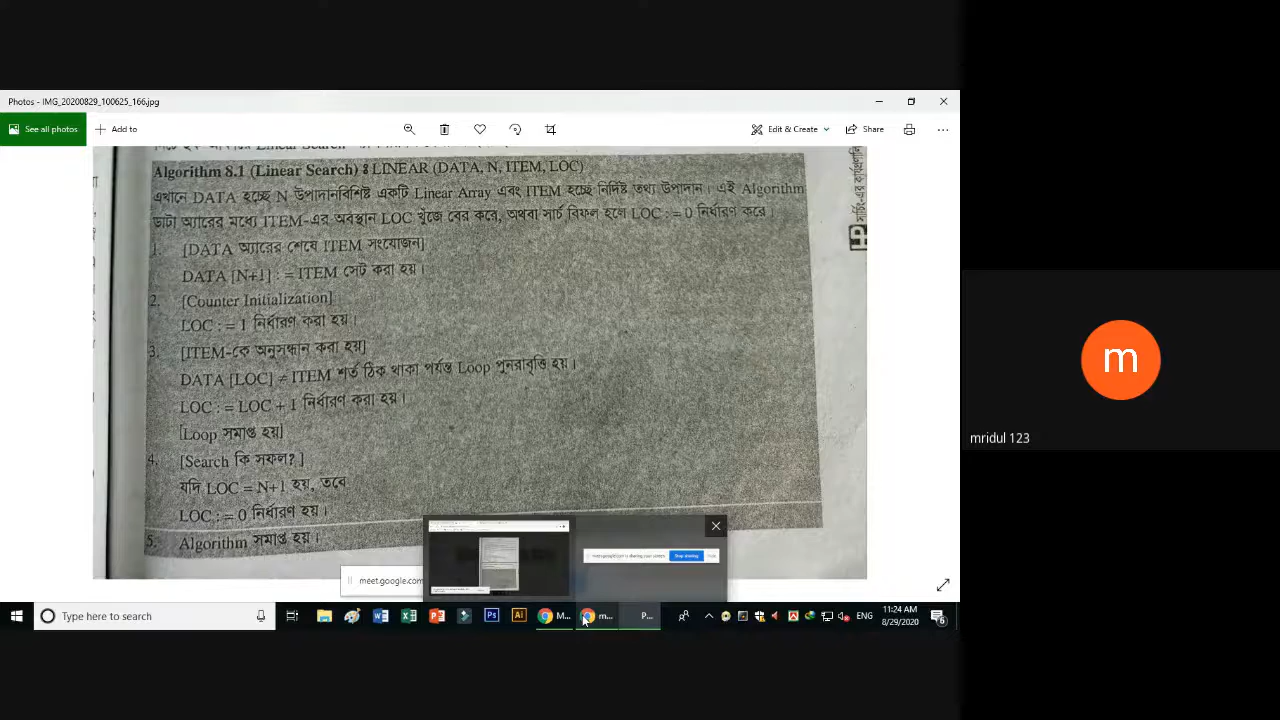 Photos - IMG_20200829_100625_166.jpg
See all photos
Add to
Edit & Create
Share
Algorithm 8.1 (Linear Search) ঃ LINEAR (DATA, N, ITEM, LOC)
এখানে DATA হচ্ছে N উপাদানবিশিষ্ট একটি Linear Array এবং ITEM হচ্ছে নির্দিষ্ট তথ্য উপাদান। এই Algorithm
ডাটা অ্যারের মধ্যে ITEM-এর অবস্থান LOC খুঁজে বের করে, অথবা সার্চ বিফল হলে LOC : = 0 নির্ধারণ করে।
1. [DATA অ্যারের শেষে ITEM সংযোজন]
DATA [N+1] : = ITEM সেট করা হয়।
2. [Counter Initialization]
LOC : = 1 নির্ধারণ করা হয়।
3. [ITEM-কে অনুসন্ধান করা হয়]
DATA [LOC] ≠ ITEM শর্ত ঠিক থাকা পর্যন্ত Loop পুনরাবৃত্তি হয়।
LOC : = LOC + 1 নির্ধারণ করা হয়।
[Loop সমাপ্ত হয়]
4. [Search কি সফল? ]
যদি LOC = N+1 হয়, তবে
LOC : = 0 নির্ধারণ হয়।
5. Algorithm সমাপ্ত হয়।
meet.google.com
Stop sharing
Type here to search
M...
m...
P...
ENG
11:24 AM
8/29/2020
6
m
mridul 123